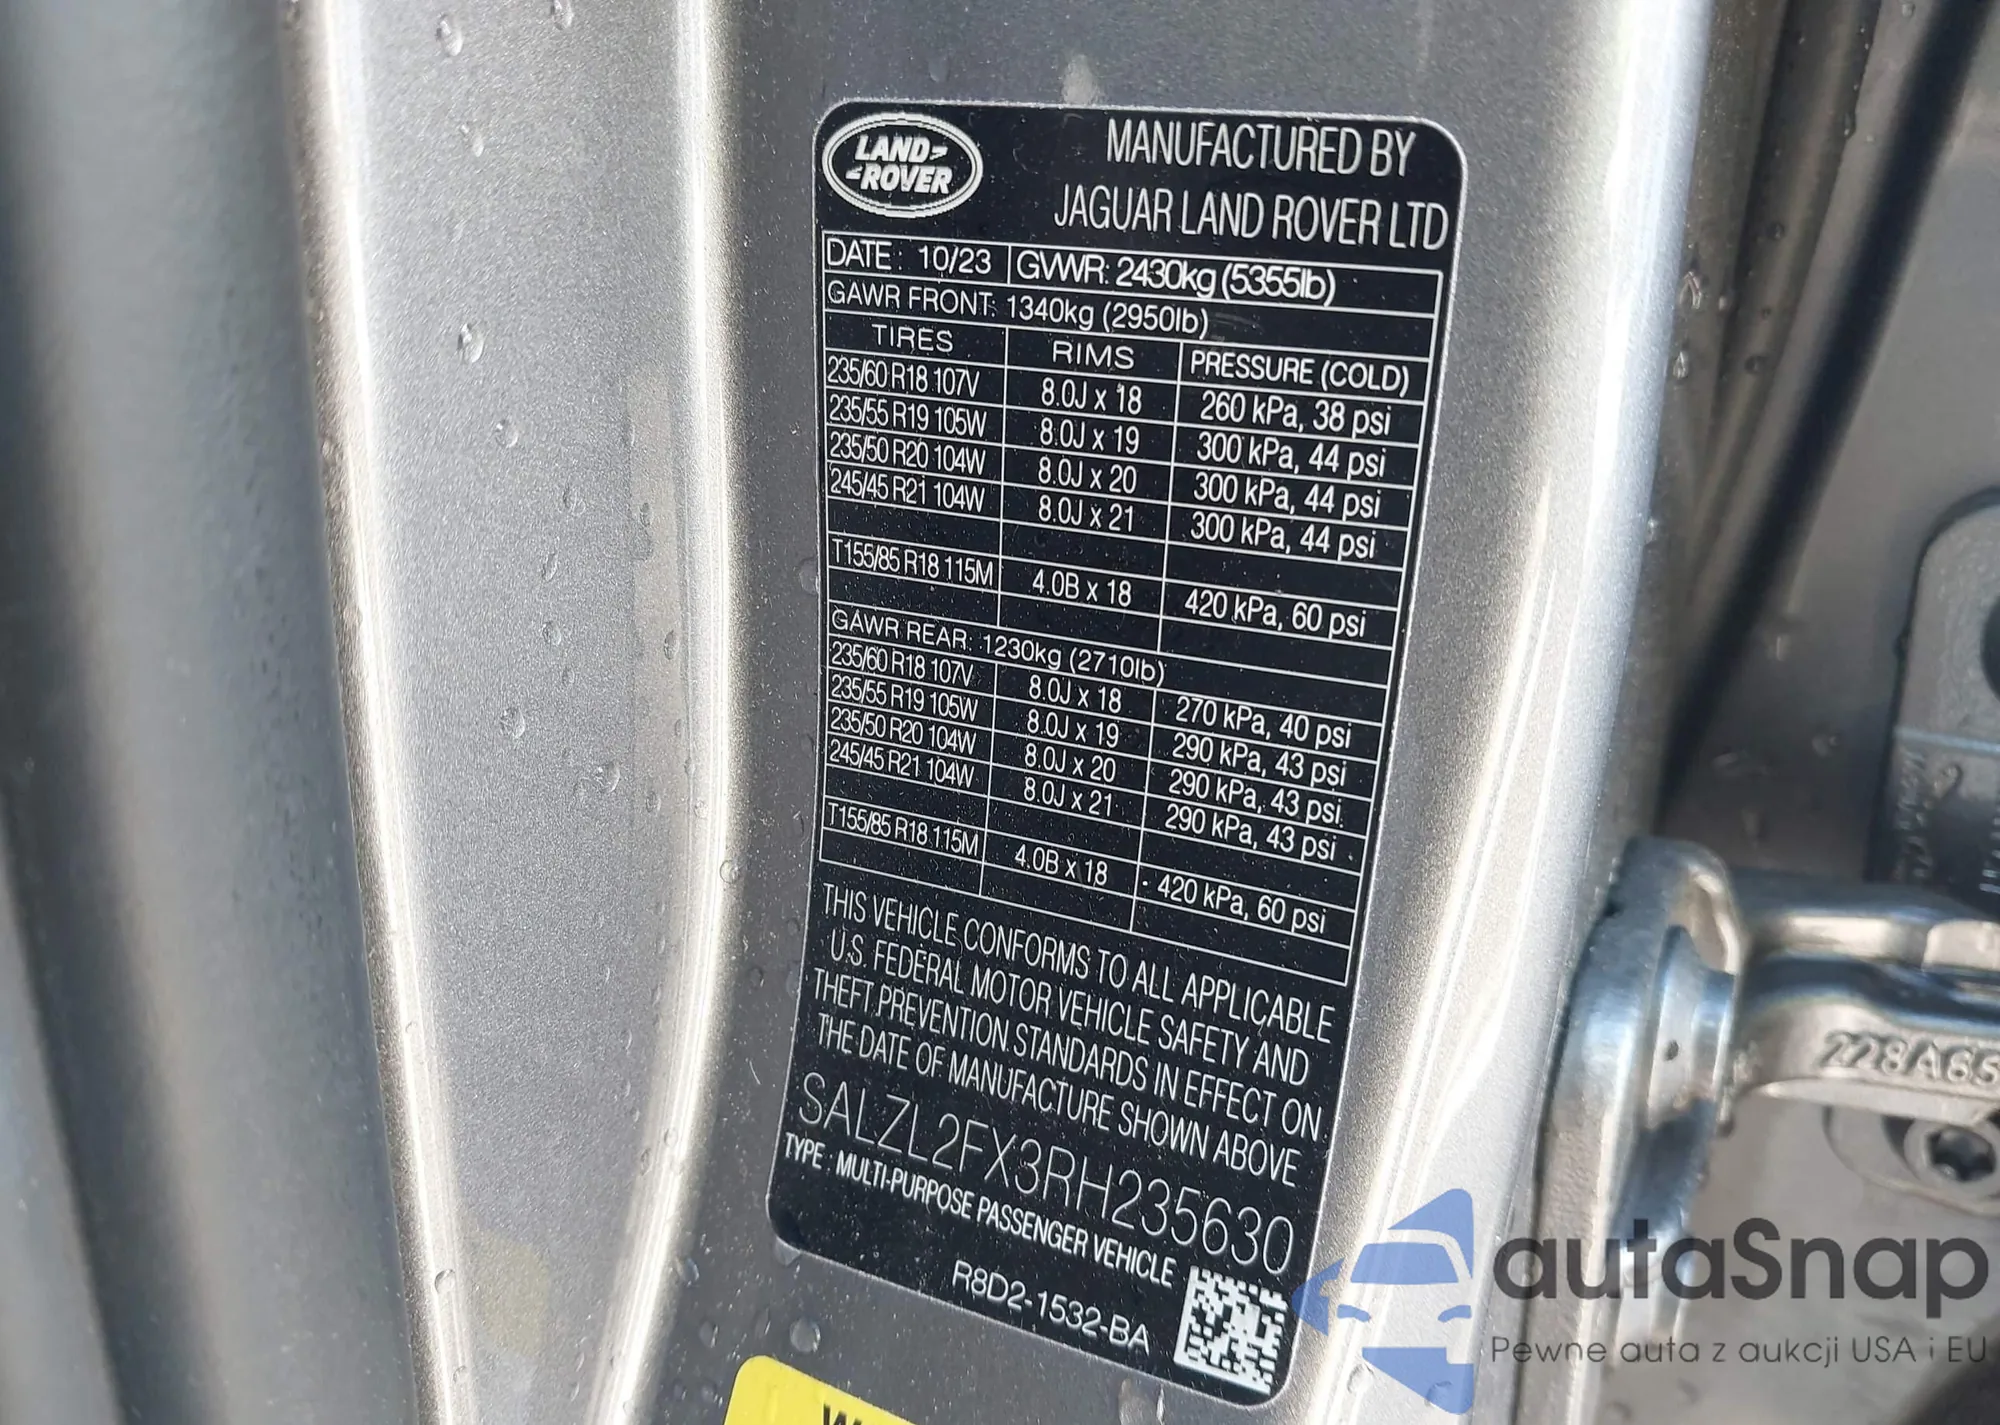 LAND-
-ROVER
MANUFACTURED BY
JAGUAR LAND ROVER LTD
DATE: 10/23 GVWR: 2430kg (5355lb)
GAWR FRONT: 1340kg (2950lb)
TIRES RIMS PRESSURE (COLD)
235/60 R18 107V 8.0J x 18 260 kPa, 38 psi
235/55 R19 105W 8.0J x 19 300 kPa, 44 psi
235/50 R20 104W 8.0J x 20 300 kPa, 44 psi
245/45 R21 104W 8.0J x 21 300 kPa, 44 psi
T155/85 R18 115M 4.0B x 18 420 kPa, 60 psi
GAWR REAR: 1230kg (2710lb)
235/60 R18 107V 8.0J x 18 270 kPa, 40 psi
235/55 R19 105W 8.0J x 19 290 kPa, 43 psi
235/50 R20 104W 8.0J x 20 290 kPa, 43 psi
245/45 R21 104W 8.0J x 21 290 kPa, 43 psi
T155/85 R18 115M 4.0B x 18 420 kPa, 60 psi
THIS VEHICLE CONFORMS TO ALL APPLICABLE
U.S. FEDERAL MOTOR VEHICLE SAFETY AND
THEFT PREVENTION STANDARDS IN EFFECT ON
THE DATE OF MANUFACTURE SHOWN ABOVE
SALZL2FX3RH235630
TYPE: MULTI-PURPOSE PASSENGER VEHICLE
R8D2-1532-BA
228A65
autaSnap
Pewne auta z aukcji USA i EU